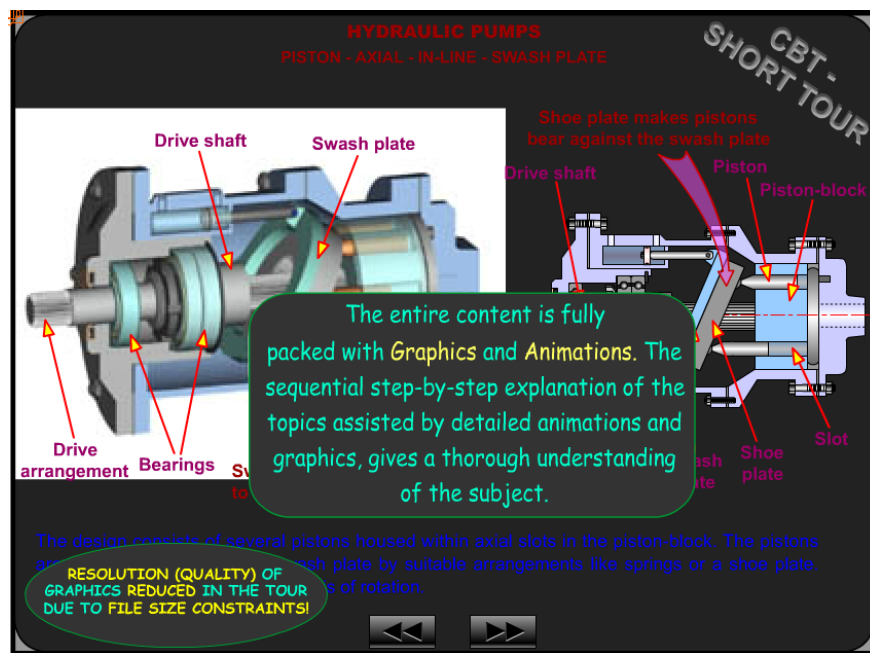 HYDRAULIC PUMPS
PISTON - AXIAL - IN-LINE - SWASH PLATE
CBT -
SHORT TOUR
Drive shaft
Swash plate
Drive
arrangement
Bearings
Shoe plate makes pistons
bear against the swash plate
Drive shaft
Piston
Piston-block
Shoe
plate
Slot
The entire content is fully
packed with Graphics and Animations. The
sequential step-by-step explanation of the
topics assisted by detailed animations and
graphics, gives a thorough understanding
of the subject.
to
The design consists of several pistons housed within axial slots in the piston-block. The pistons
plate by suitable arrangements like springs or a shoe plate.
of rotation.
RESOLUTION (QUALITY) OF
GRAPHICS REDUCED IN THE TOUR
DUE TO FILE SIZE CONSTRAINTS!